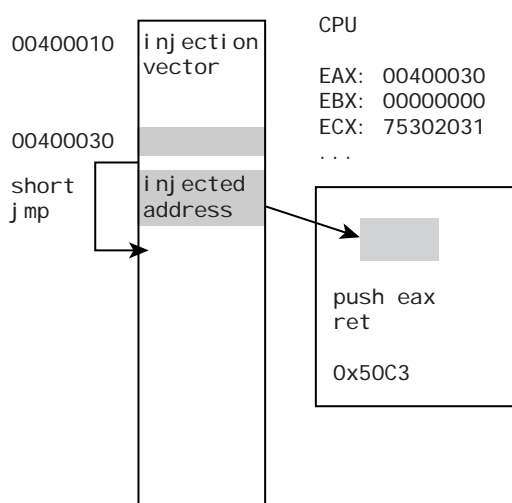 00400010
injection
vector
00400030
short
jmp
injected
address
CPU
EAX: 00400030
EBX: 00000000
ECX: 75302031
...
push eax
ret
0x50C3